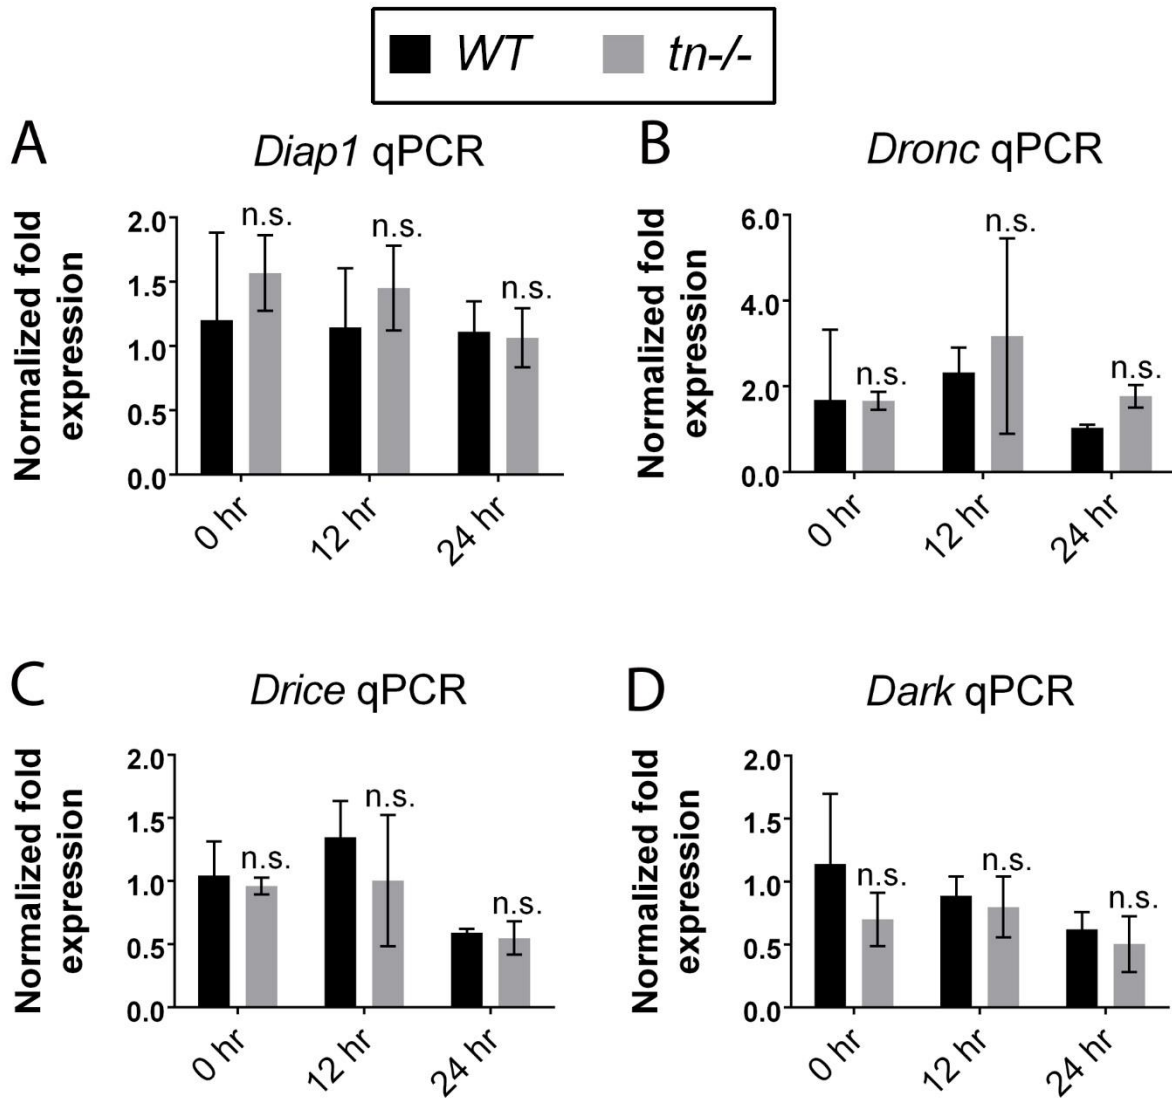 WT tn-/-
A Diap1 qPCR
Normalized fold
expression
2.0
1.5
1.0
0.5
0.0
n.s.
n.s.
n.s.
0 hr
12 hr
24 hr
B Dronc qPCR
Normalized fold
expression
6.0
4.0
2.0
0.0
n.s.
n.s.
n.s.
0 hr
12 hr
24 hr
C Drice qPCR
Normalized fold
expression
2.0
1.5
1.0
0.5
0.0
n.s.
n.s.
n.s.
0 hr
12 hr
24 hr
D Dark qPCR
Normalized fold
expression
2.0
1.5
1.0
0.5
0.0
n.s.
n.s.
n.s.
0 hr
12 hr
24 hr